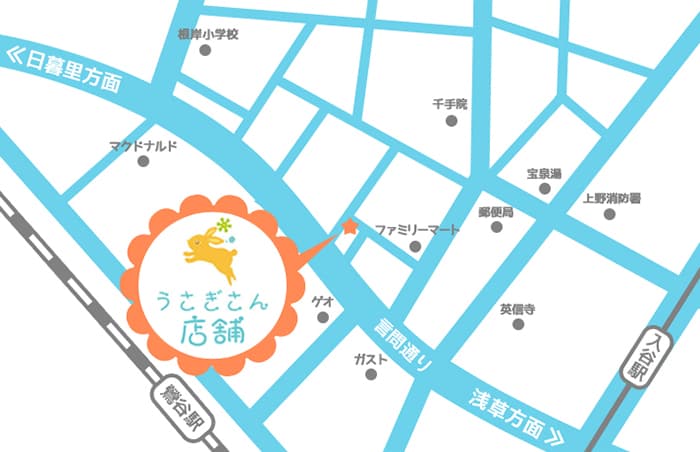 根岸小学校
≪日暮里方面
千手院
マクドナルド
宝泉湯
上野消防署
郵便局
ファミリーマート
うさぎさん
店舗
ゲオ
英信寺
言問通り
ガスト
入谷駅
鶯谷駅
浅草方面≫